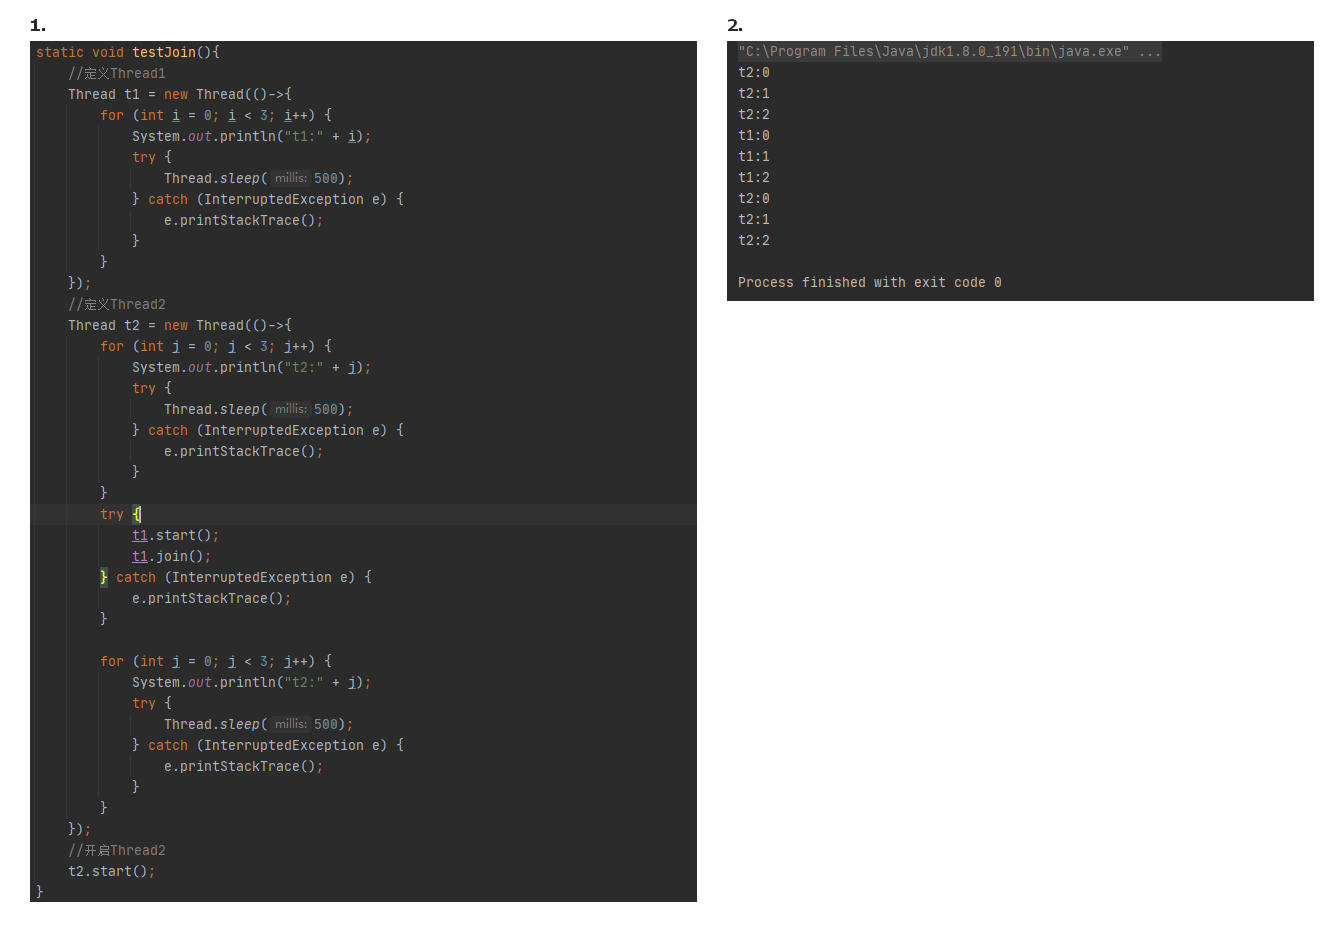 1.
static void testJoin(){
    //定义Thread1
    Thread t1 = new Thread(()->{
        for (int i = 0; i < 3; i++) {
            System.out.println("t1:" + i);
            try {
                Thread.sleep( millis: 500);
            } catch (InterruptedException e) {
                e.printStackTrace();
            }
        }
    });
    //定义Thread2
    Thread t2 = new Thread(()->{
        for (int j = 0; j < 3; j++) {
            System.out.println("t2:" + j);
            try {
                Thread.sleep( millis: 500);
            } catch (InterruptedException e) {
                e.printStackTrace();
            }
        }
        try {
            t1.start();
            t1.join();
        } catch (InterruptedException e) {
            e.printStackTrace();
        }

        for (int j = 0; j < 3; j++) {
            System.out.println("t2:" + j);
            try {
                Thread.sleep( millis: 500);
            } catch (InterruptedException e) {
                e.printStackTrace();
            }
        }
    });
    //开启Thread2
    t2.start();
}
2.
"C:\Program Files\Java\jdk1.8.0_191\bin\java.exe" ...
t2:0
t2:1
t2:2
t1:0
t1:1
t1:2
t2:0
t2:1
t2:2

Process finished with exit code 0